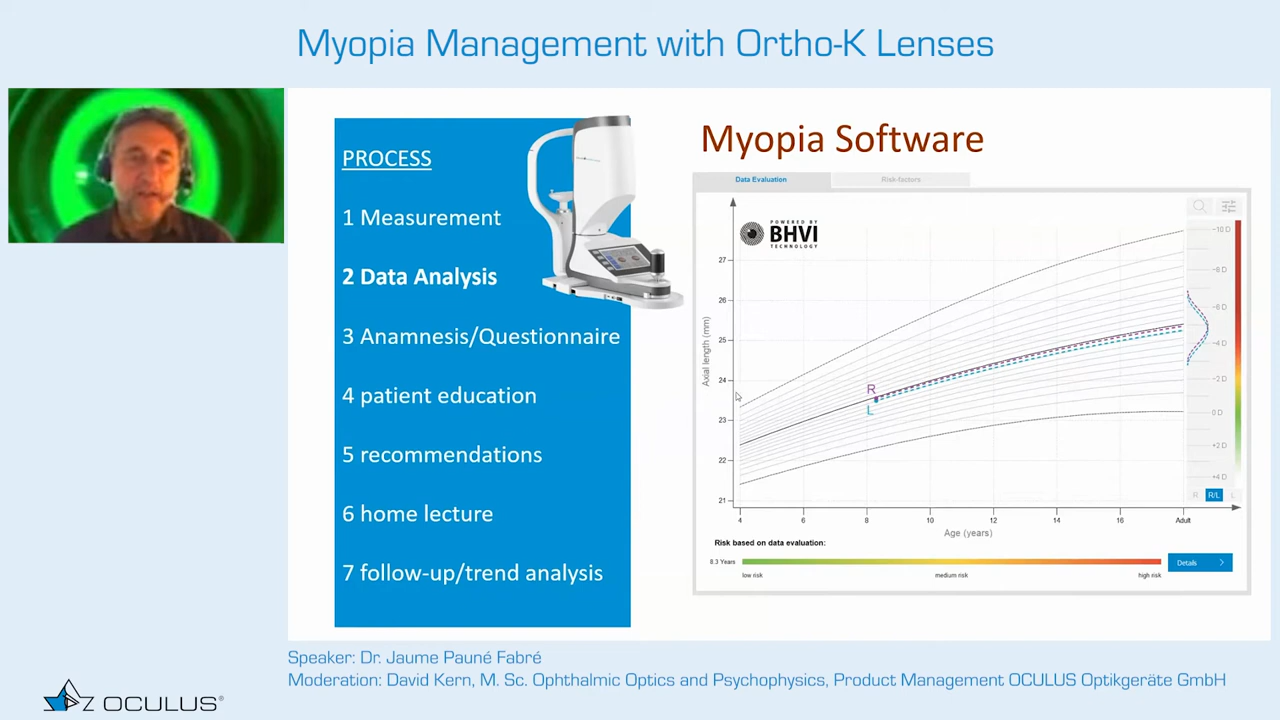 Myopia Management with Ortho-K Lenses
PROCESS
1 Measurement
2 Data Analysis
3 Anamnesis/Questionnaire
4 patient education
5 recommendations
6 home lecture
7 follow-up/trend analysis
Myopia Software
Data Evaluation
Risk-factors
POWERED BY
BHVI
TECHNOLOGY
Axial length (mm)
27
26
25
24
23
22
21
R
L
-10 D
-8 D
-6 D
-4 D
-2 D
0 D
+2 D
+4 D
R R/L L
4 6 8 10 12 14 16 Adult
Age (years)
Risk based on data evaluation:
8.3 Years
low risk medium risk high risk
Details
Speaker: Dr. Jaume Pauné Fabré
Moderation: David Kern, M. Sc. Ophthalmic Optics and Psychophysics, Product Management OCULUS Optikgeräte GmbH
OCULUS®